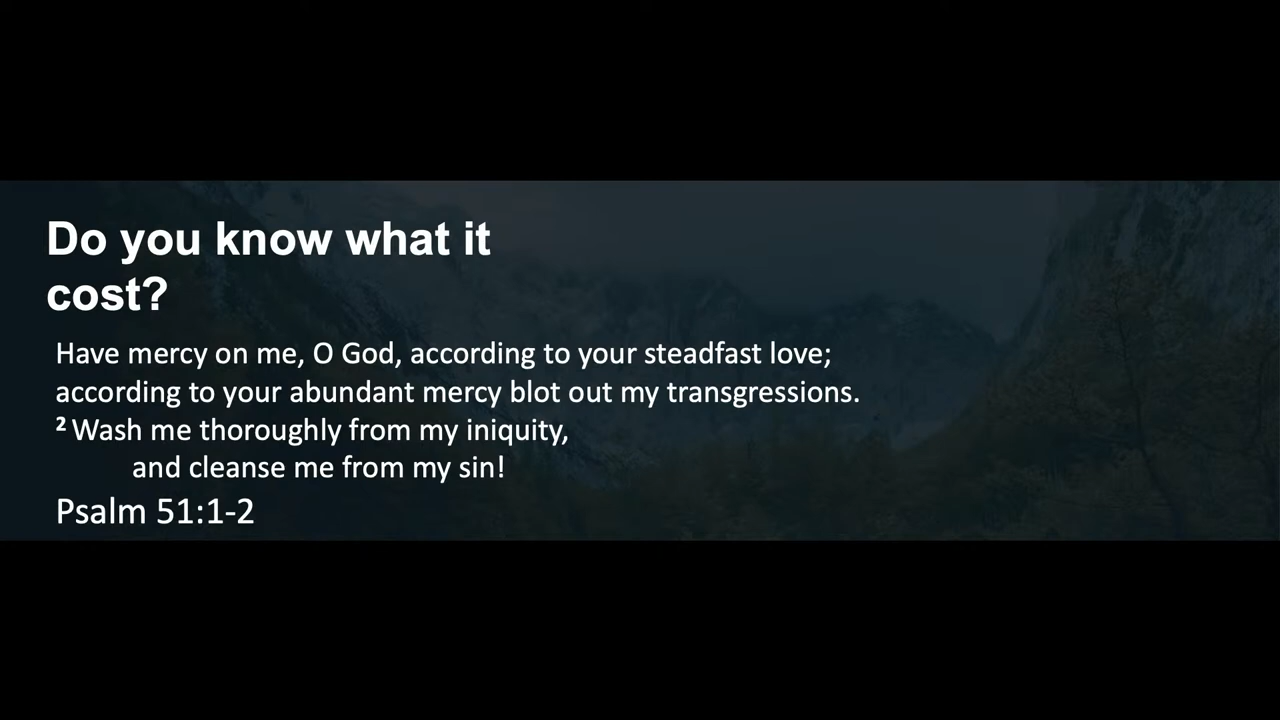 Do you know what it
cost?
Have mercy on me, O God, according to your steadfast love;
according to your abundant mercy blot out my transgressions.
2 Wash me thoroughly from my iniquity,
and cleanse me from my sin!
Psalm 51:1-2